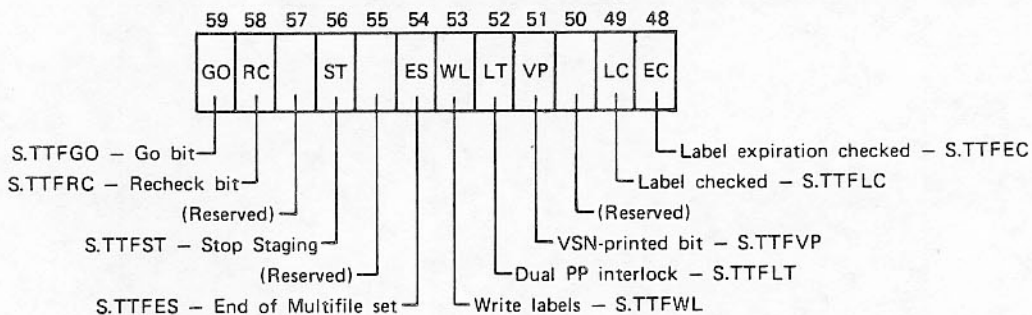 59 58 57 56 55 54 53 52 51 50 49 48
GO RC ST ES WL LT VP LC EC
S.TTFGO – Go bit
Label expiration checked – S.TTFEC
S.TTFRC – Recheck bit
Label checked – S.TTFLC
(Reserved)
(Reserved)
S.TTFST – Stop Staging
VSN-printed bit – S.TTFVP
(Reserved)
Dual PP interlock – S.TTFLT
S.TTFES – End of Multifile set
Write labels – S.TTFWL